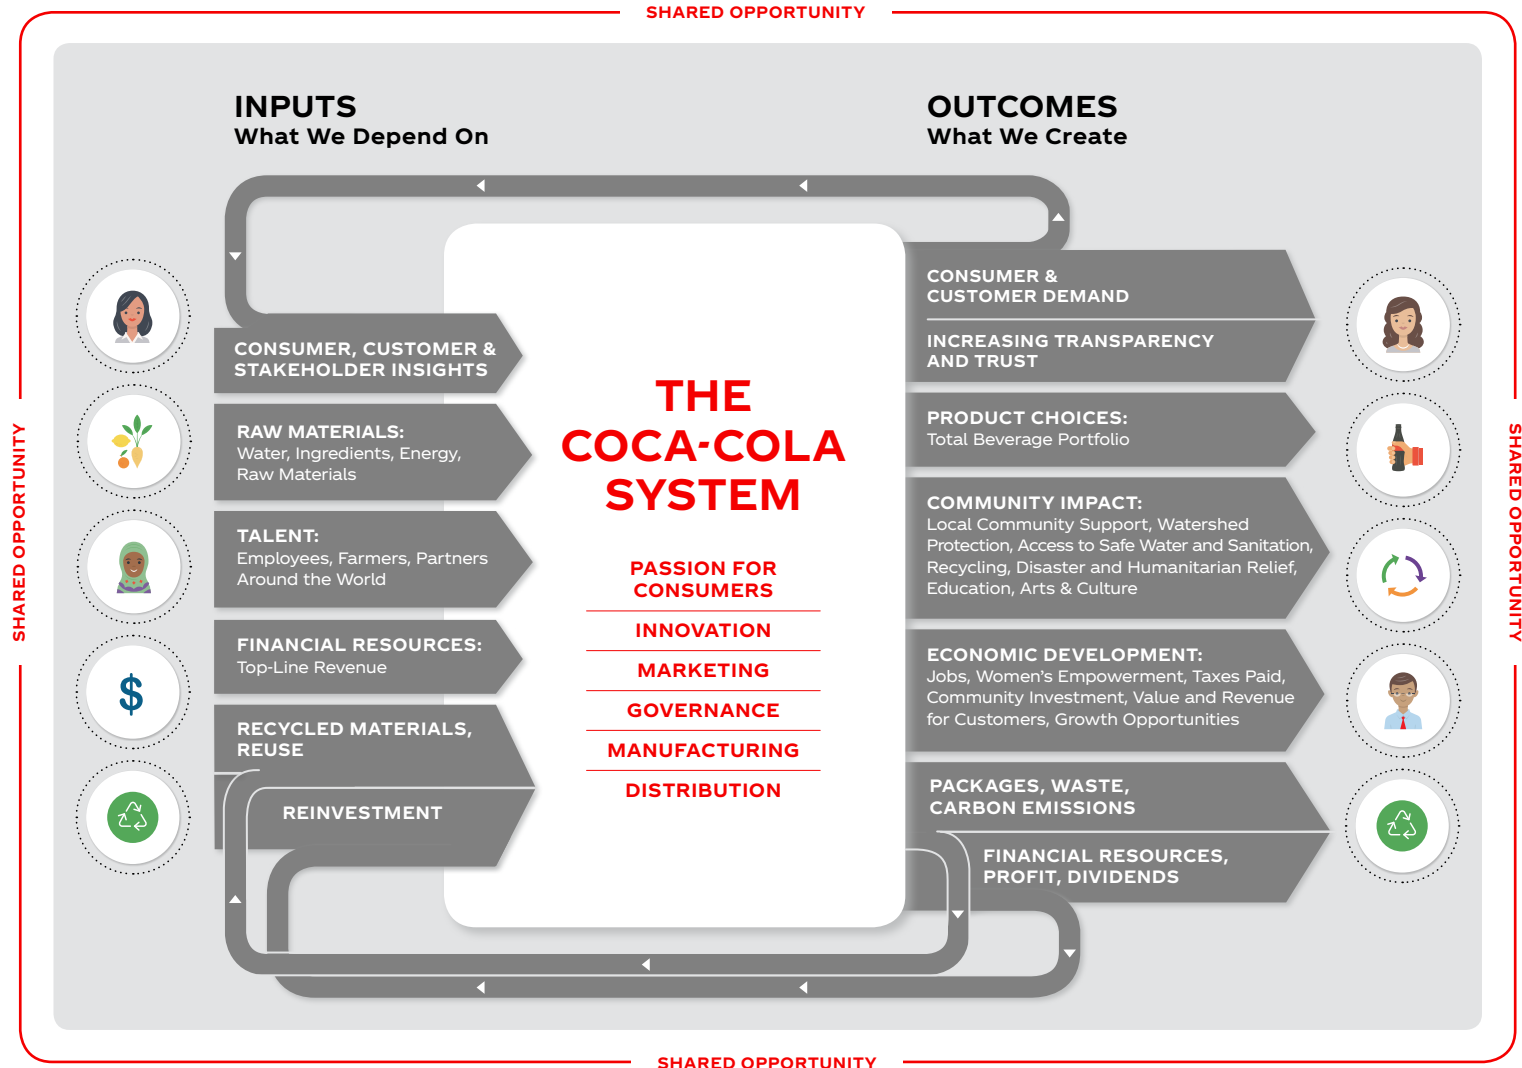 SHARED OPPORTUNITY
INPUTS
What We Depend On
OUTCOMES
What We Create
SHARED OPPORTUNITY
CONSUMER, CUSTOMER &
STAKEHOLDER INSIGHTS
RAW MATERIALS:
Water, Ingredients, Energy,
Raw Materials
TALENT:
Employees, Farmers, Partners
Around the World
FINANCIAL RESOURCES:
Top-Line Revenue
$
RECYCLED MATERIALS,
REUSE
REINVESTMENT
THE
COCA-COLA
SYSTEM
PASSION FOR
CONSUMERS
INNOVATION
MARKETING
GOVERNANCE
MANUFACTURING
DISTRIBUTION
CONSUMER &
CUSTOMER DEMAND
INCREASING TRANSPARENCY
AND TRUST
PRODUCT CHOICES:
Total Beverage Portfolio
COMMUNITY IMPACT:
Local Community Support, Watershed
Protection, Access to Safe Water and Sanitation,
Recycling, Disaster and Humanitarian Relief,
Education, Arts & Culture
ECONOMIC DEVELOPMENT:
Jobs, Women's Empowerment, Taxes Paid,
Community Investment, Value and Revenue
for Customers, Growth Opportunities
PACKAGES, WASTE,
CARBON EMISSIONS
FINANCIAL RESOURCES,
PROFIT, DIVIDENDS
SHARED OPPORTUNITY
SHARED OPPORTUNITY